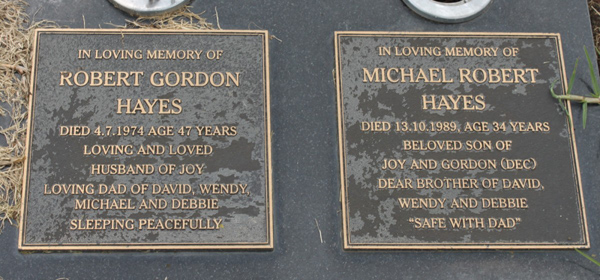 IN LOVING MEMORY OF
ROBERT GORDON
HAYES
DIED 4.7.1974 AGE 47 YEARS
LOVING AND LOVED
HUSBAND OF JOY
LOVING DAD OF DAVID, WENDY,
MICHAEL AND DEBBIE
SLEEPING PEACEFULLY
IN LOVING MEMORY OF
MICHAEL ROBERT
HAYES
DIED 13.10.1989, AGE 34 YEARS
BELOVED SON OF
JOY AND GORDON (DEC)
DEAR BROTHER OF DAVID,
WENDY AND DEBBIE
"SAFE WITH DAD"